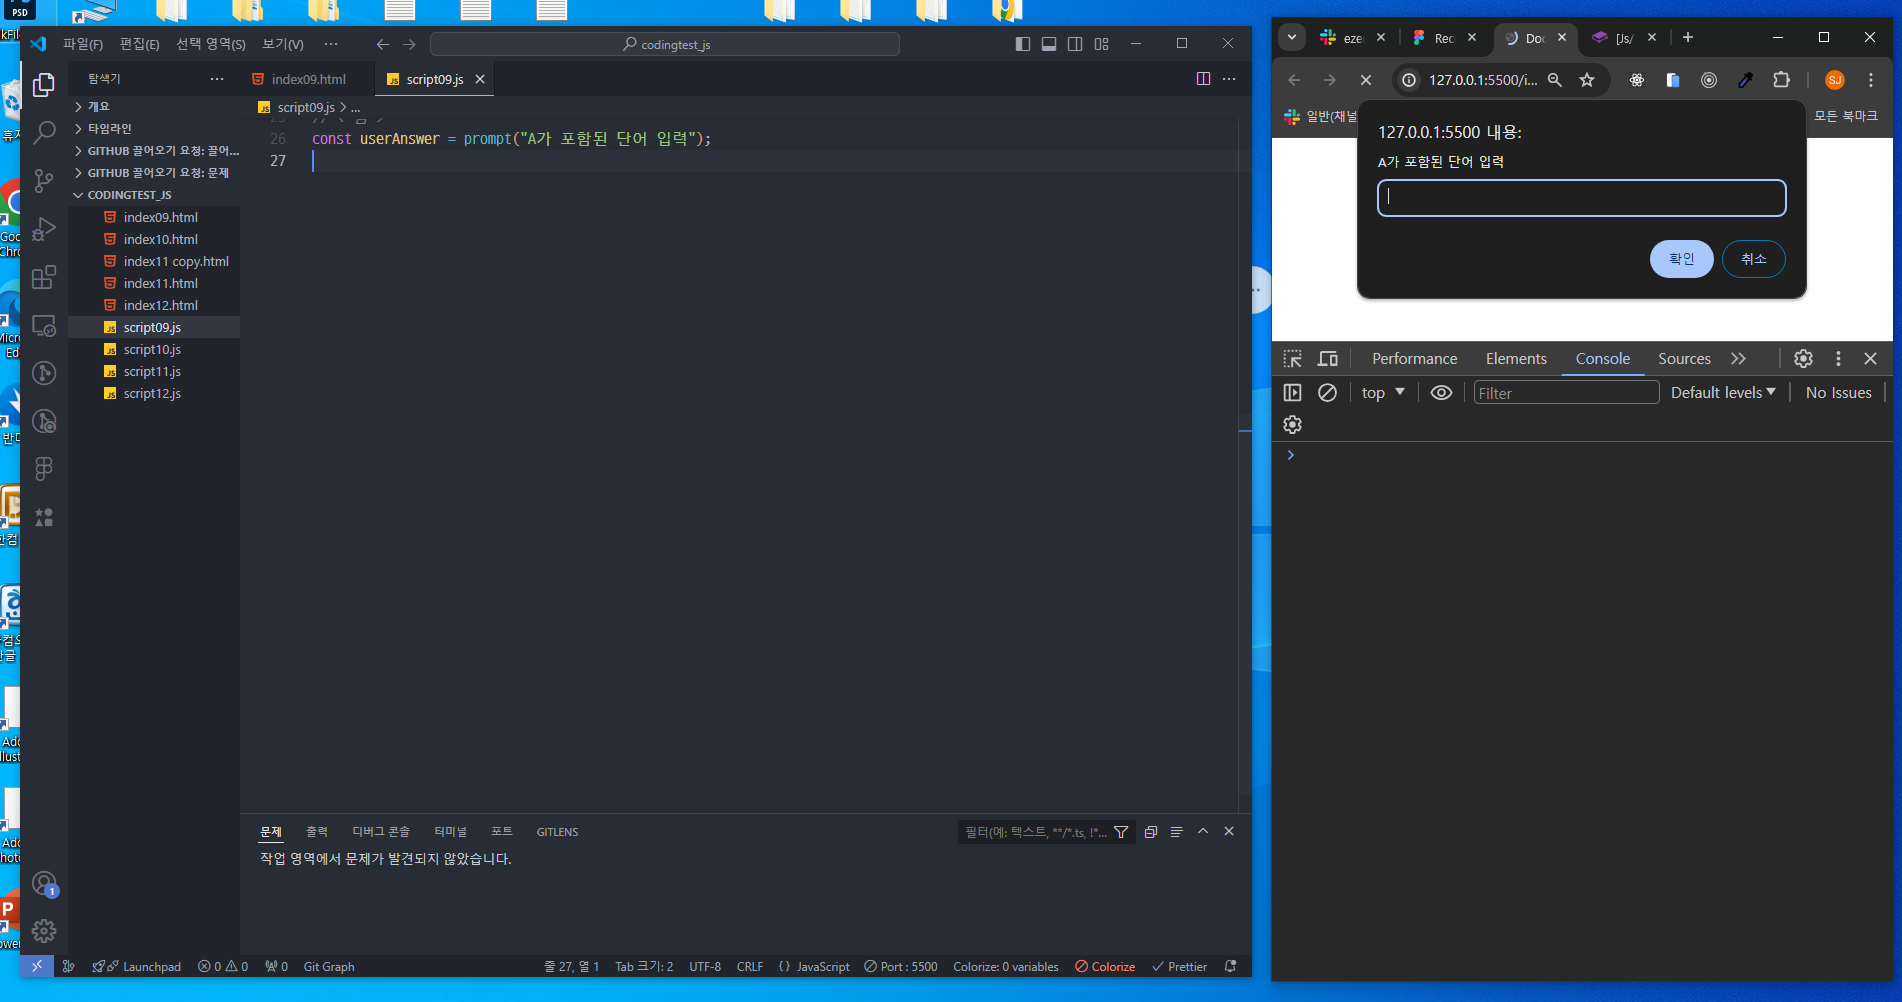 PSD
파일(F) 편집(E) 선택 영역(S) 보기(V) ···
codingtest_js
탐색기 ···
index09.html
script09.js
개요
타임라인
GITHUB 끌어오기 요청: 끌어...
GITHUB 끌어오기 요청: 문제
CODINGTEST_JS
index09.html
index10.html
index11 copy.html
index11.html
index12.html
script09.js
script10.js
script11.js
script12.js
script09.js > ...
26 const userAnswer = prompt("A가 포함된 단어 입력");
27
문제 출력 디버그 콘솔 터미널 포트 GITLENS
필터(예: 텍스트, **/*.ts, !*...
작업 영역에서 문제가 발견되지 않았습니다.
1
Launchpad 0 0 0 Git Graph 줄 27, 열 1 Tab 크기: 2 UTF-8 CRLF {} JavaScript Port : 5500 Colorize: 0 variables Colorize Prettier
eze Rec Doc [Js/
127.0.0.1:5500/i...
SJ
일반(채널 모든 북마크
127.0.0.1:5500 내용:
A가 포함된 단어 입력
확인 취소
Performance Elements Console Sources
top Filter Default levels No Issues